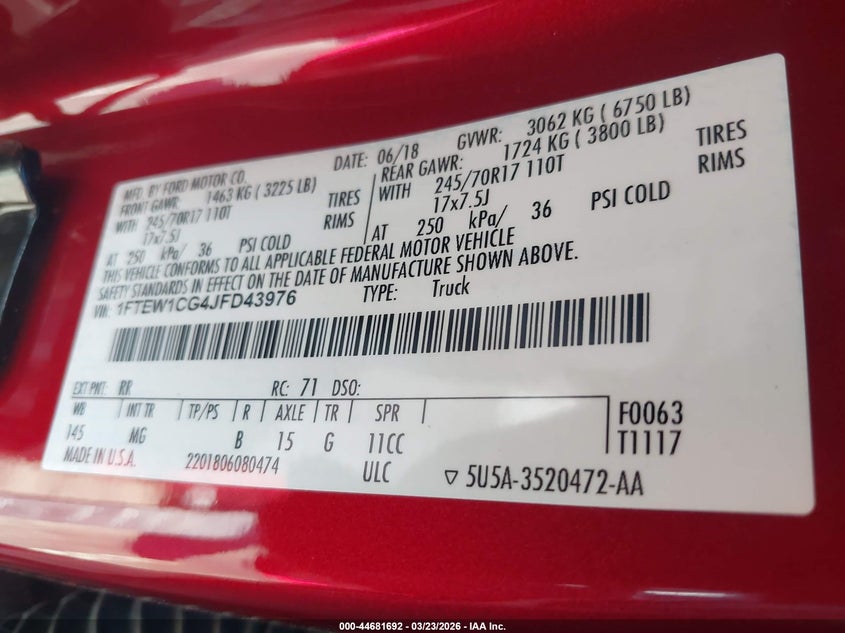 MFD. BY FORD MOTOR CO. DATE: 06/18 GVWR: 3062 KG ( 6750 LB)
FRONT GAWR: 1463 KG ( 3225 LB) REAR GAWR: 1724 KG ( 3800 LB)
WITH 245/70R17 110T TIRES WITH 245/70R17 110T TIRES
17x7.5J RIMS 17x7.5J RIMS
AT 250 kPa/ 36 PSI COLD AT 250 kPa/ 36 PSI COLD
THIS VEHICLE CONFORMS TO ALL APPLICABLE FEDERAL MOTOR VEHICLE
SAFETY STANDARDS IN EFFECT ON THE DATE OF MANUFACTURE SHOWN ABOVE.
VIN: 1FTEW1CG4JFD43976 TYPE: Truck
EXT PNT: RR RC: 71 DSO:
WB INT TR TP/PS R AXLE TR SPR F0063
145 MG B 15 G 11CC T1117
MADE IN U.S.A. 2201806080474 ULC ▽ 5U5A-3520472-AA
000-44681692 - 03/23/2026 - IAA Inc.